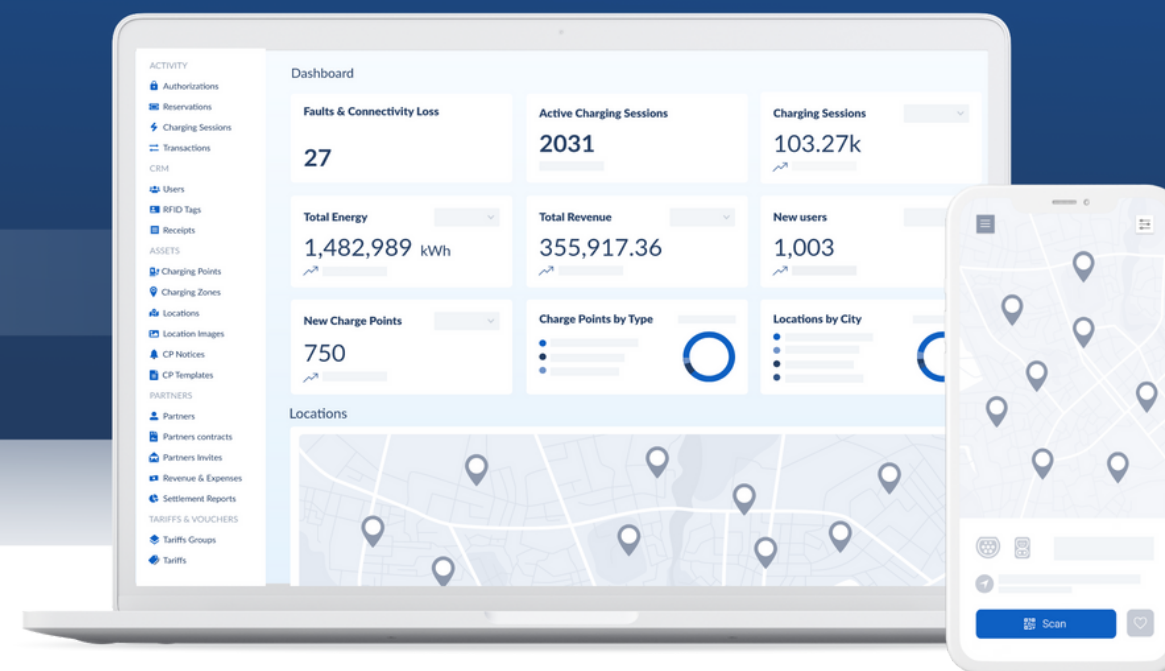 ACTIVITY
Authorizations
Reservations
Charging Sessions
Transactions
CRM
Users
RFID Tags
Receipts
ASSETS
Charging Points
Charging Zones
Locations
Location Images
CP Notices
CP Templates
PARTNERS
Partners
Partners contracts
Partners Invites
Revenue & Expenses
Settlement Reports
TARIFFS & VOUCHERS
Tariffs Groups
Tariffs
Dashboard
Faults & Connectivity Loss
27
Active Charging Sessions
2031
Charging Sessions
103.27k
Total Energy
1,482,989 kWh
Total Revenue
355,917.36
New users
1,003
New Charge Points
750
Charge Points by Type
Locations by City
Locations
Scan